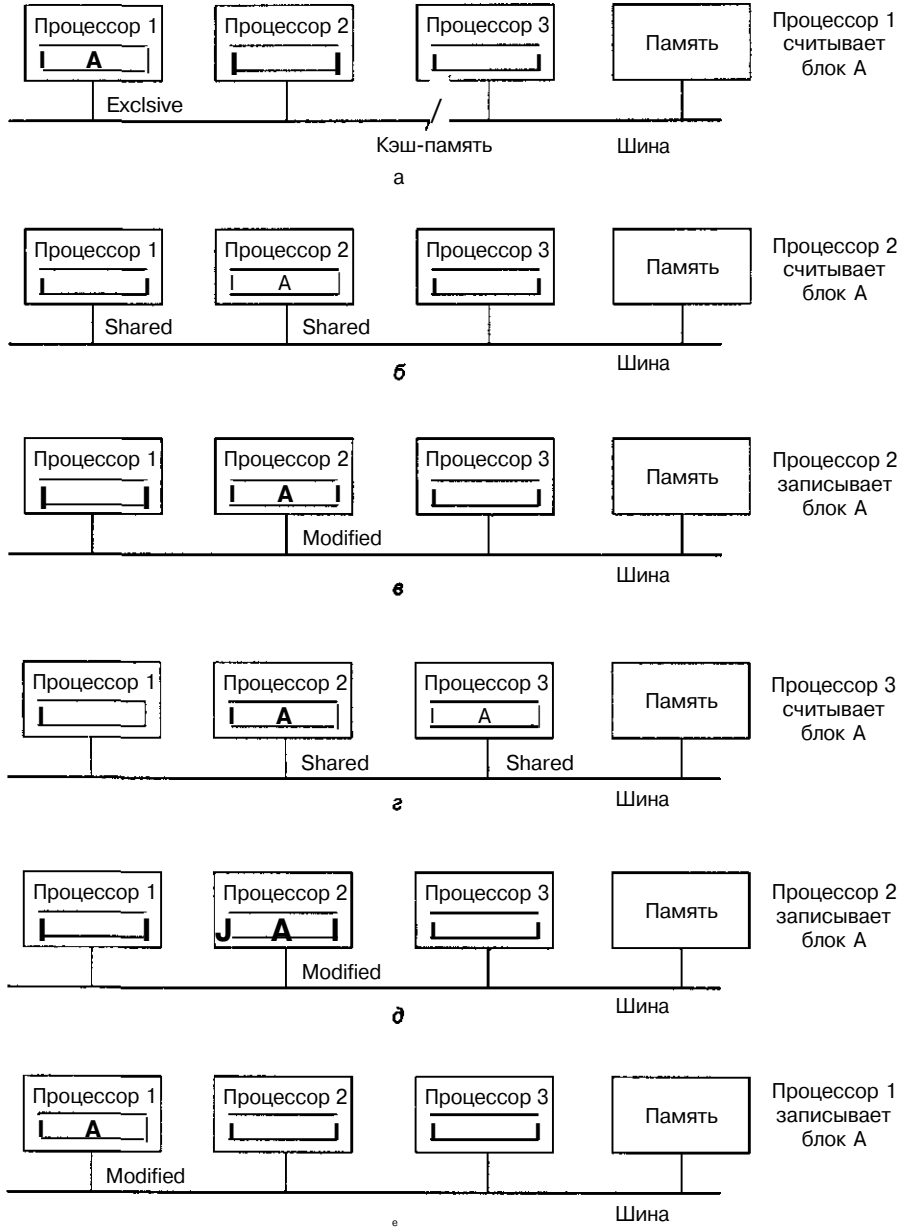 Процессор 1 Процессор 2 Процессор 3 Память Процессор 1
A считывает
блок A
Exclsive
Кэш-память Шина
а
Процессор 1 Процессор 2 Процессор 3 Память Процессор 2
A считывает
блок A
Shared Shared
Шина
б
Процессор 1 Процессор 2 Процессор 3 Память Процессор 2
A записывает
блок A
Modified
Шина
в
Процессор 1 Процессор 2 Процессор 3 Память Процессор 3
A A считывает
блок A
Shared Shared
Шина
г
Процессор 1 Процессор 2 Процессор 3 Память Процессор 2
A записывает
блок A
Modified
Шина
д
Процессор 1 Процессор 2 Процессор 3 Память Процессор 1
A записывает
блок A
Modified
Шина
е